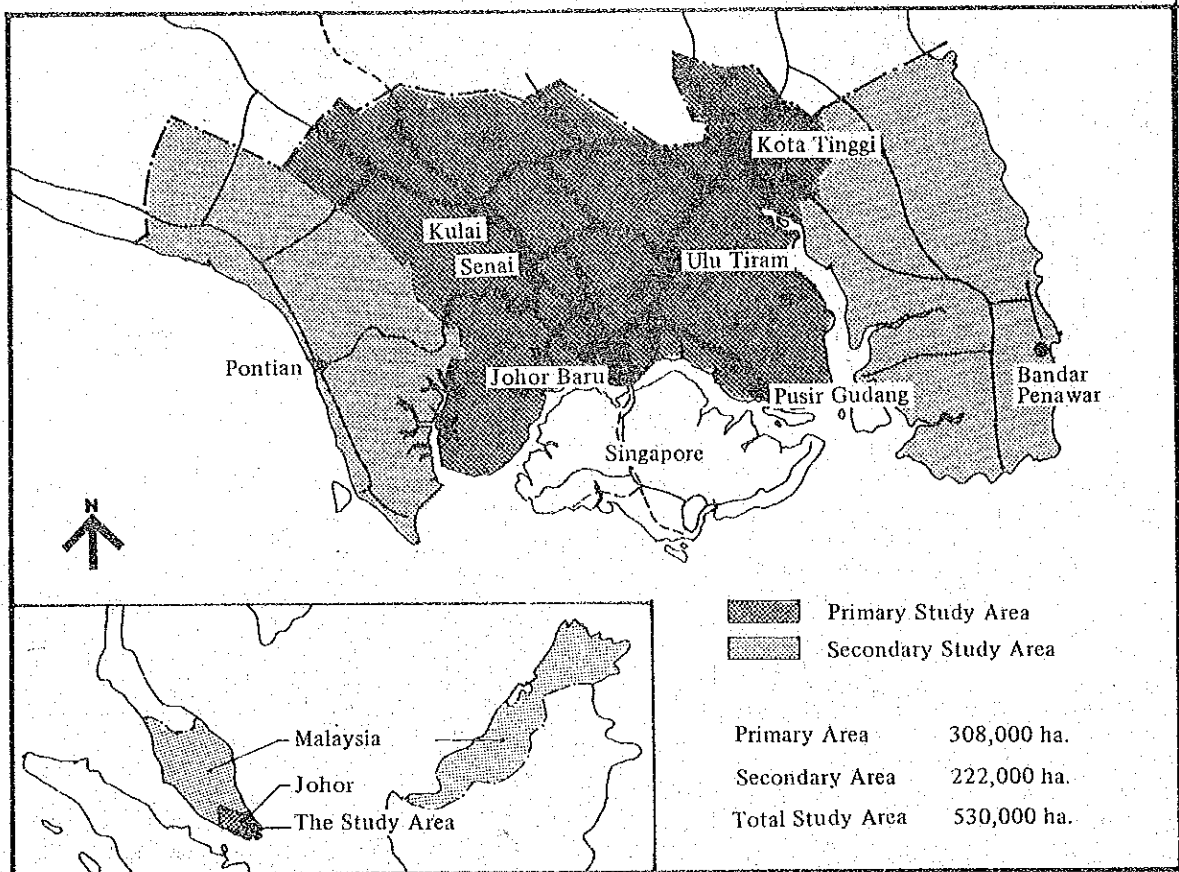 Kota Tinggi
Kulai
Senai
Ulu Tiram
Pontian
Johor Baru
Pusir Gudang
Bandar
Penawar
Singapore
N
Primary Study Area
Secondary Study Area
Malaysia
Johor
The Study Area
Primary Area 308,000 ha.
Secondary Area 222,000 ha.
Total Study Area 530,000 ha.